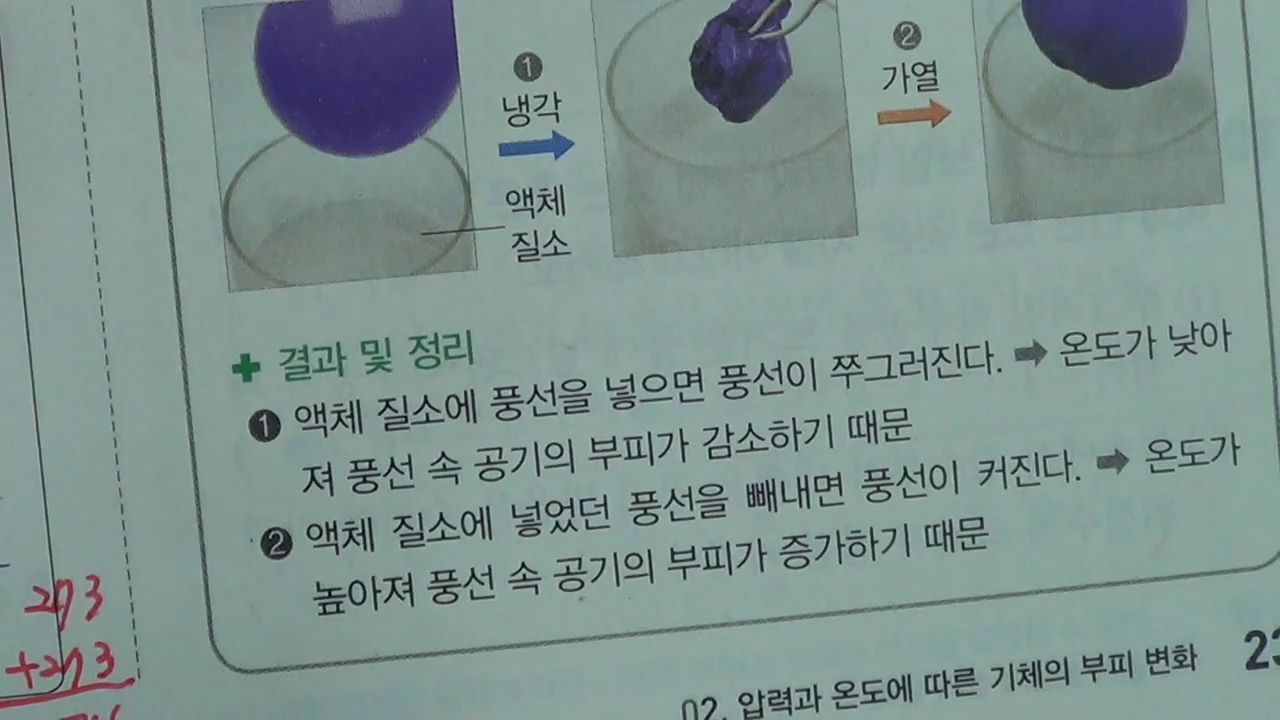 ❶
냉각
액체
질소
❷
가열
✚ 결과 및 정리
❶ 액체 질소에 풍선을 넣으면 풍선이 쭈그러진다. ➡ 온도가 낮아
져 풍선 속 공기의 부피가 감소하기 때문
❷ 액체 질소에 넣었던 풍선을 빼내면 풍선이 커진다. ➡ 온도가
높아져 풍선 속 공기의 부피가 증가하기 때문
273
+273
02. 압력과 온도에 따른 기체의 부피 변화